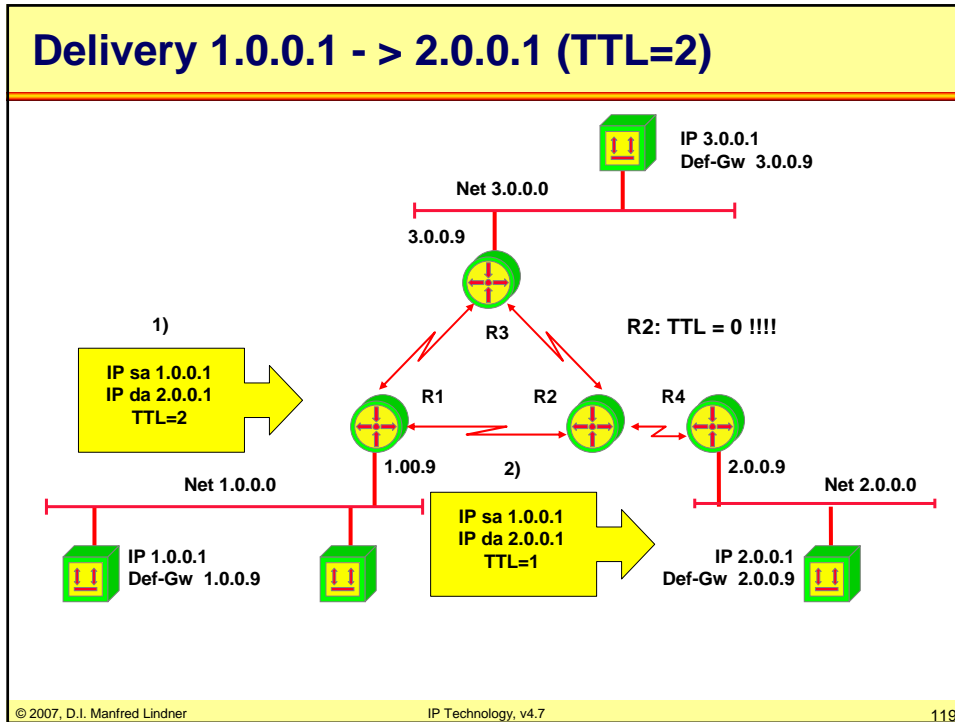 Delivery 1.0.0.1 - > 2.0.0.1 (TTL=2)
IP 3.0.0.1
Def-Gw 3.0.0.9
Net 3.0.0.0
3.0.0.9
R3
R2: TTL = 0 !!!!
1)
IP sa 1.0.0.1
IP da 2.0.0.1
TTL=2
R1
R2
R4
1.00.9
2)
2.0.0.9
Net 1.0.0.0
Net 2.0.0.0
IP sa 1.0.0.1
IP da 2.0.0.1
TTL=1
IP 1.0.0.1
Def-Gw 1.0.0.9
IP 2.0.0.1
Def-Gw 2.0.0.9
© 2007, D.I. Manfred Lindner
IP Technology, v4.7
119